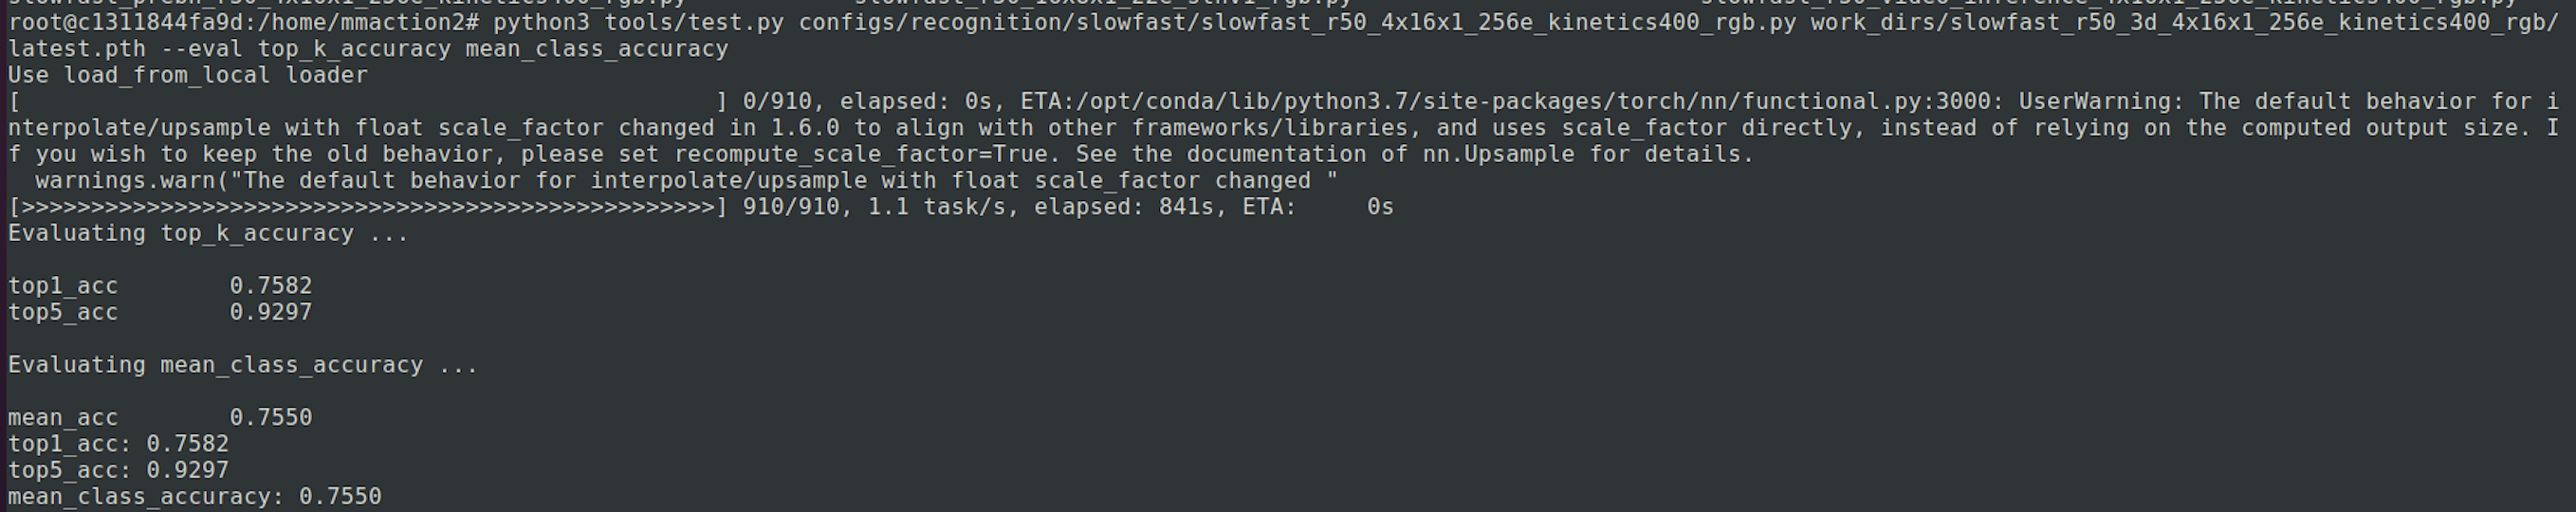 slowfast_prebn_r50_4x16x1_256e_kinetics400_rgb.py slowfast_r50_16x8x1_22e_sthv1_rgb.py slowfast_r50_video_inference_4x16x1_256e_kinetics400_rgb.py
root@c1311844fa9d:/home/mmaction2# python3 tools/test.py configs/recognition/slowfast/slowfast_r50_4x16x1_256e_kinetics400_rgb.py work_dirs/slowfast_r50_3d_4x16x1_256e_kinetics400_rgb/
latest.pth --eval top_k_accuracy mean_class_accuracy
Use load_from_local loader
[                                                  ] 0/910, elapsed: 0s, ETA:/opt/conda/lib/python3.7/site-packages/torch/nn/functional.py:3000: UserWarning: The default behavior for i
nterpolate/upsample with float scale_factor changed in 1.6.0 to align with other frameworks/libraries, and uses scale_factor directly, instead of relying on the computed output size. I
f you wish to keep the old behavior, please set recompute_scale_factor=True. See the documentation of nn.Upsample for details.
  warnings.warn("The default behavior for interpolate/upsample with float scale_factor changed "
[>>>>>>>>>>>>>>>>>>>>>>>>>>>>>>>>>>>>>>>>>>>>>>>>>>] 910/910, 1.1 task/s, elapsed: 841s, ETA:     0s
Evaluating top_k_accuracy ...
top1_acc        0.7582
top5_acc        0.9297
Evaluating mean_class_accuracy ...
mean_acc        0.7550
top1_acc: 0.7582
top5_acc: 0.9297
mean_class_accuracy: 0.7550